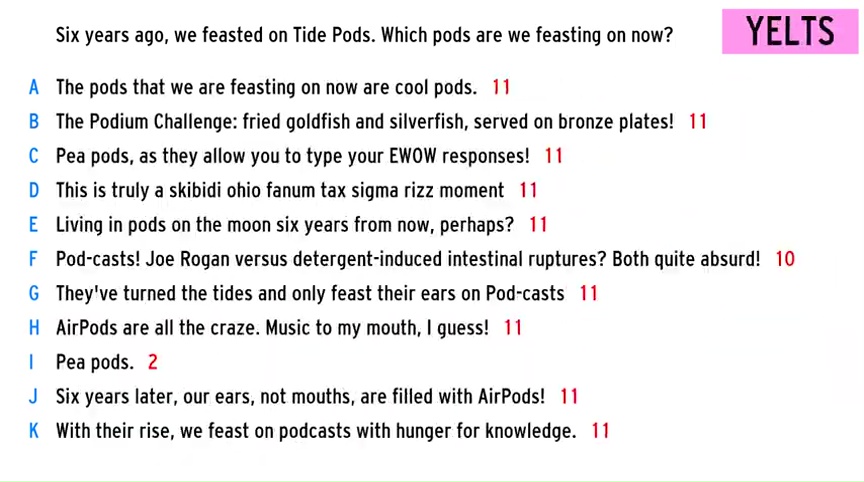 Six years ago, we feasted on Tide Pods. Which pods are we feasting on now?
YELTS
A The pods that we are feasting on now are cool pods. 11
B The Podium Challenge: fried goldfish and silverfish, served on bronze plates! 11
C Pea pods, as they allow you to type your EWOW responses! 11
D This is truly a skibidi ohio fanum tax sigma rizz moment 11
E Living in pods on the moon six years from now, perhaps? 11
F Pod-casts! Joe Rogan versus detergent-induced intestinal ruptures? Both quite absurd! 10
G They've turned the tides and only feast their ears on Pod-casts 11
H AirPods are all the craze. Music to my mouth, I guess! 11
I Pea pods. 2
J Six years later, our ears, not mouths, are filled with AirPods! 11
K With their rise, we feast on podcasts with hunger for knowledge. 11